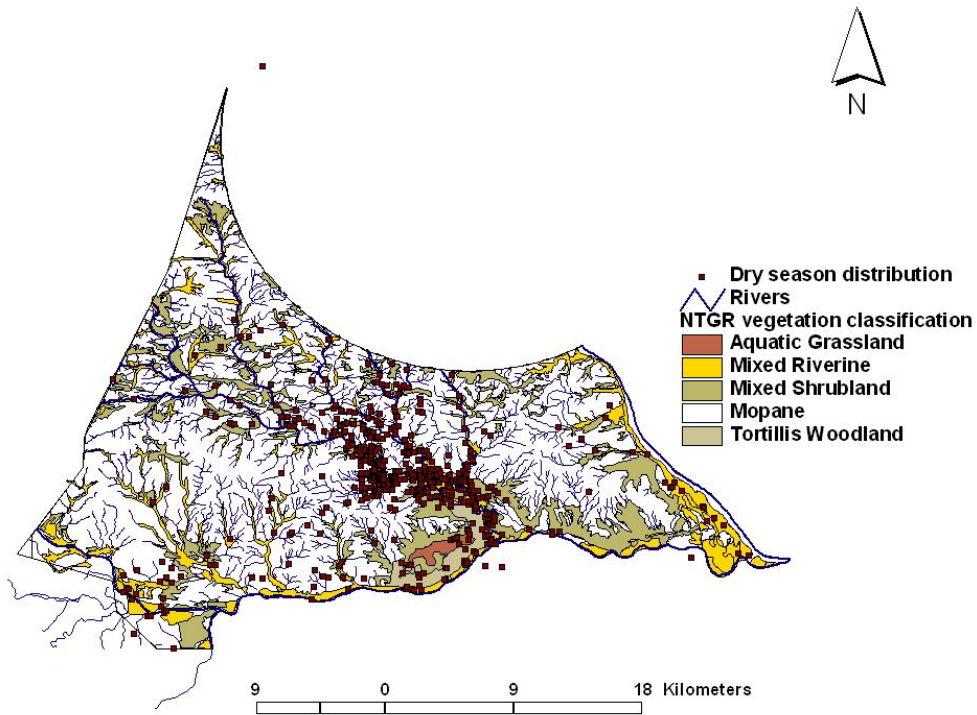 N
Dry season distribution
Rivers
NTGR vegetation classification
Aquatic Grassland
Mixed Riverine
Mixed Shrubland
Mopane
Tortillis Woodland
9 0 9 18 Kilometers